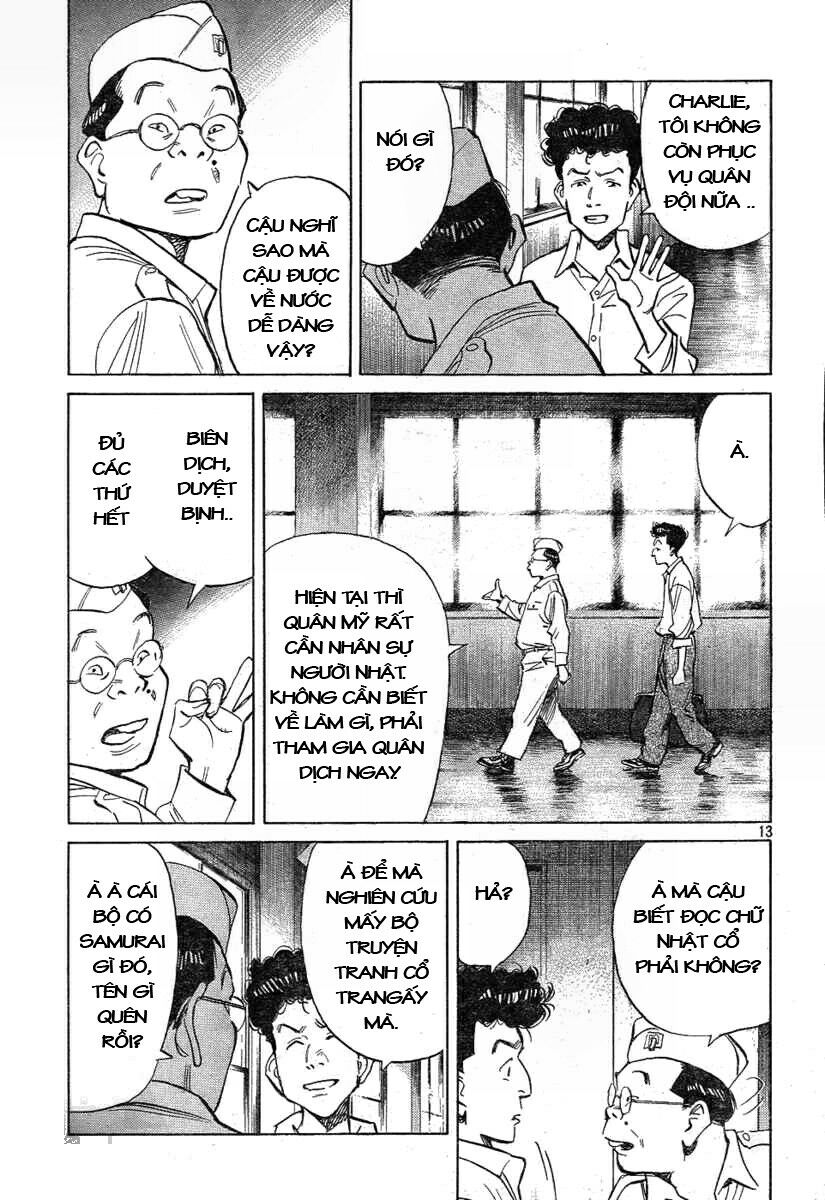 CHARLIE,
TÔI KHÔNG
CÒN PHỤC
VỤ QUÂN
ĐỘI NỮA ..
NÓI GÌ
ĐÓ?
CẬU NGHĨ
SAO MÀ
CẬU ĐƯỢC
VỀ NƯỚC
DỄ DÀNG
VẬY?
À.
HIỆN TẠI THÌ
QUÂN MỸ RẤT
CẦN NHÂN SỰ
NGƯỜI NHẬT.
KHÔNG CẦN BIẾT
VỀ LÀM GÌ, PHẢI
THAM GIA QUÂN
DỊCH NGAY.
BIÊN
DỊCH,
DUYỆT
BỊNH..
ĐỦ
CÁC
THỨ
HẾT
13
À MÀ CẬU
BIẾT ĐỌC CHỮ
NHẬT CỔ
PHẢI KHÔNG?
HẢ?
À ĐỂ MÀ
NGHIÊN CỨU
MẤY BỘ
TRUYỆN
TRANH CỔ
TRANGẤY
MÀ.
À À CÁI
BỘ CÓ
SAMURAI
GÌ ĐÓ,
TÊN GÌ
QUÊN
RỒI?